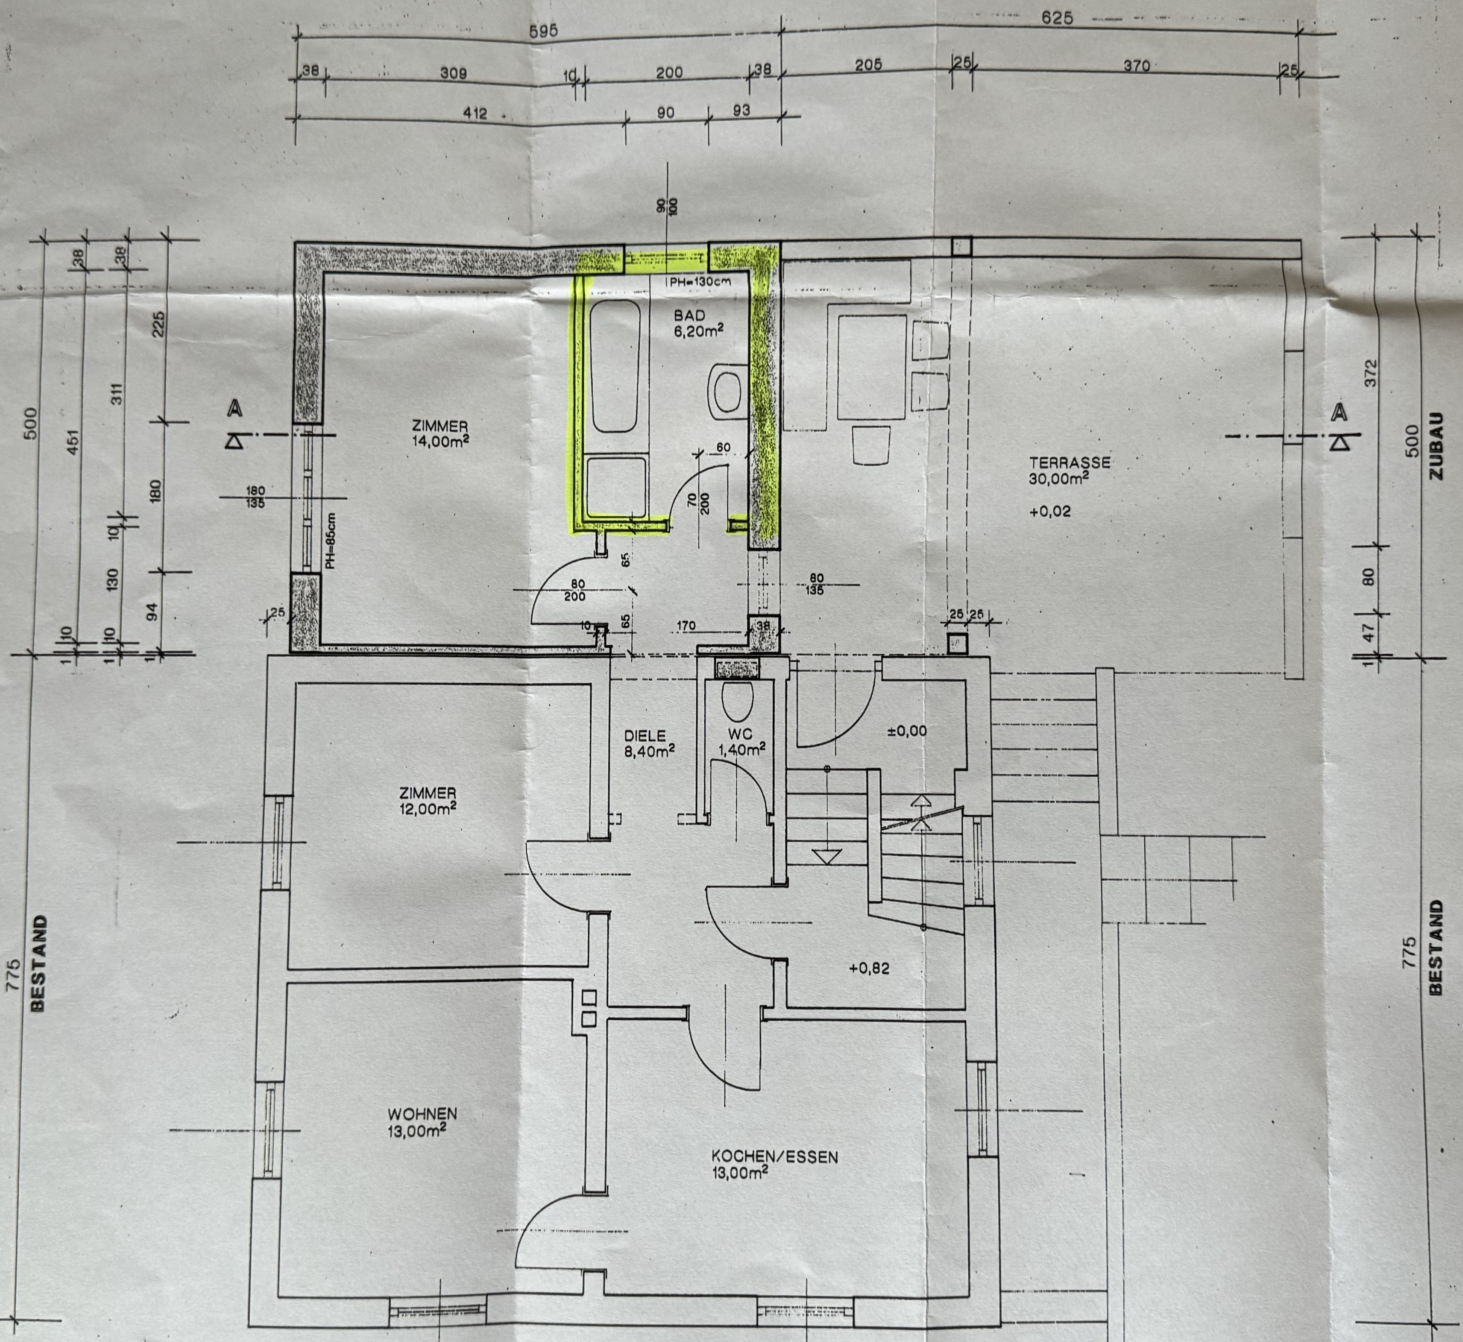 595
625
38
309
10
200
38
205
25
370
25
412
90
93
90
100
38
38
225
311
451
500
180
10
130
94
10
10
1
1
1
PH=130cm
BAD
6,20m²
ZIMMER
14,00m²
A
A
180
135
PH=85cm
25
60
70
200
65
80
200
65
10
170
38
80
135
TERRASSE
30,00m²
+0,02
25
25
372
80
47
1
500
ZUBAU
DIELE
8,40m²
WC
1,40m²
±0,00
ZIMMER
12,00m²
+0,82
775
BESTAND
775
BESTAND
WOHNEN
13,00m²
KOCHEN/ESSEN
13,00m²